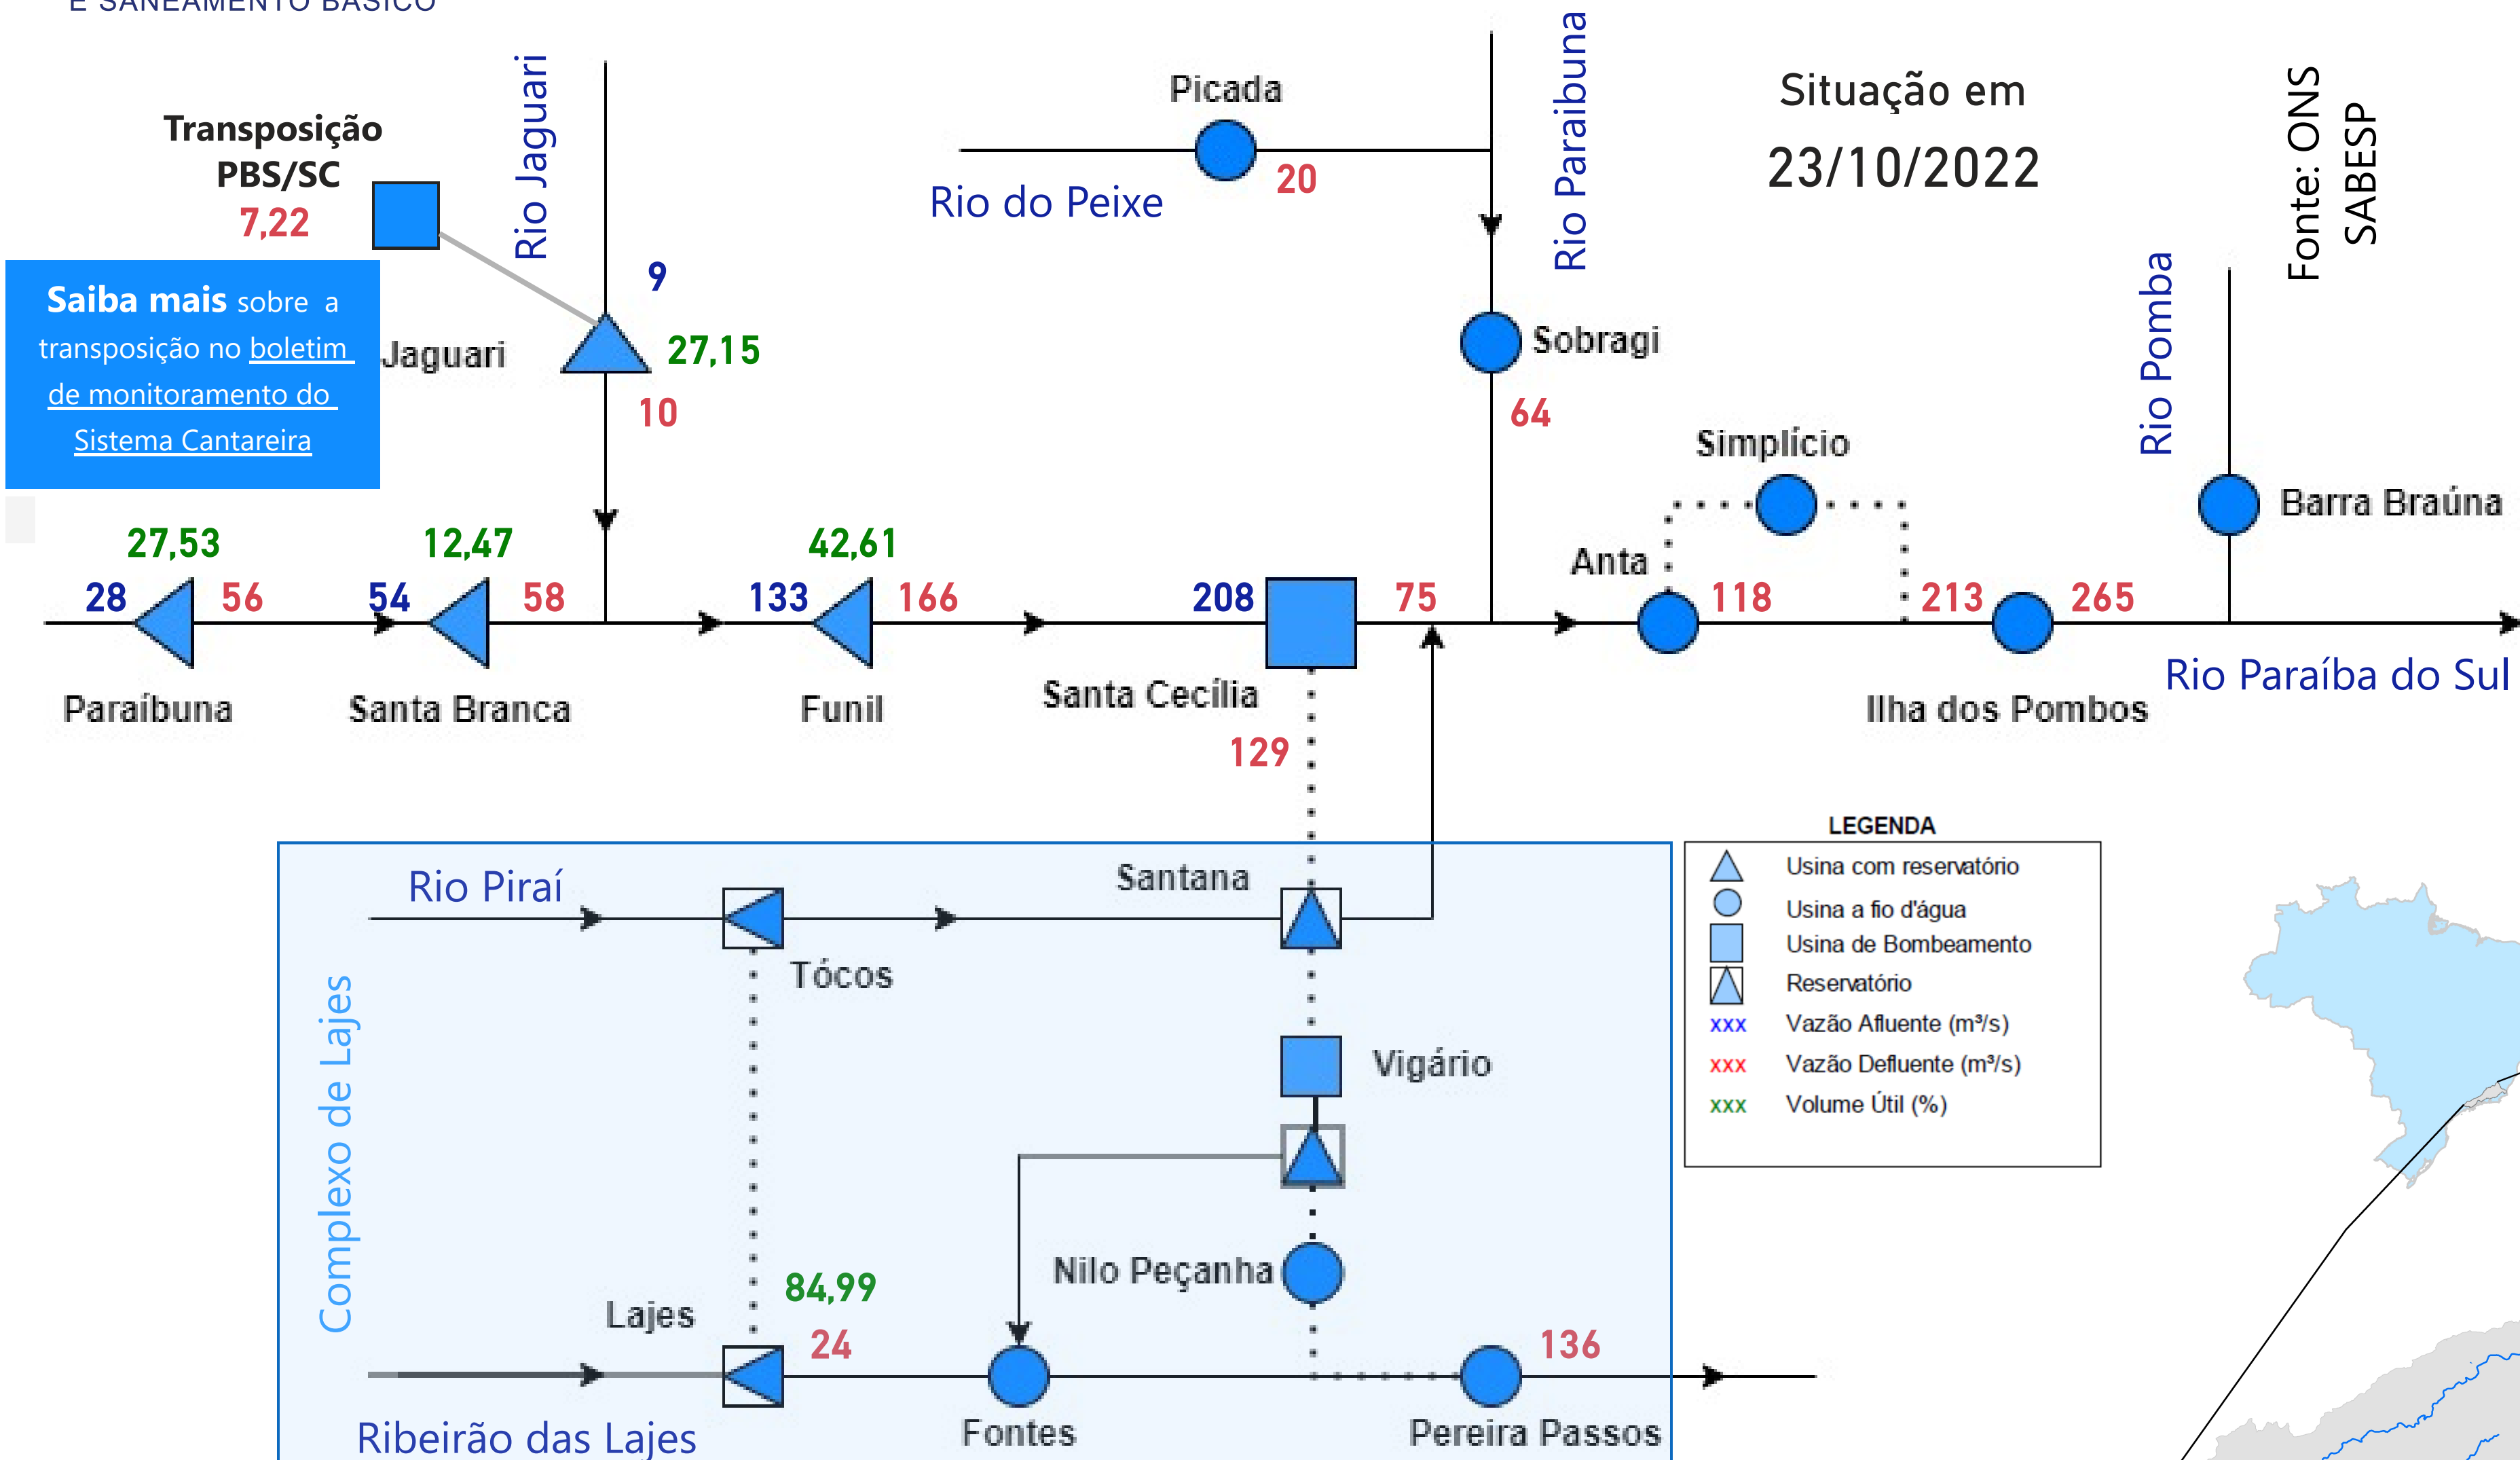 E SANEAMENTO BÁSICO
Transposição
PBS/SC
7,22
Saiba mais sobre a
transposição no boletim
de monitoramento do
Sistema Cantareira
Rio Jaguari
9
Jaguari
27,15
10
Picada
20
Rio do Peixe
Rio Paraibuna
Sobragi
64
Situação em
23/10/2022
Fonte: ONS
SABESP
Rio Pomba
Simplício
Barra Braúna
27,53
28
56
Paraíbuna
12,47
54
58
Santa Branca
42,61
133
166
Funil
208
75
Santa Cecília
129
Anta
118
213
265
Ilha dos Pombos
Rio Paraíba do Sul
Complexo de Lajes
Rio Piraí
Tócos
Santana
Vigário
Nilo Peçanha
84,99
Lajes
24
136
Ribeirão das Lajes
Fontes
Pereira Passos
LEGENDA
Usina com reservatório
Usina a fio d'água
Usina de Bombeamento
Reservatório
xxx Vazão Afluente (m³/s)
xxx Vazão Defluente (m³/s)
xxx Volume Útil (%)